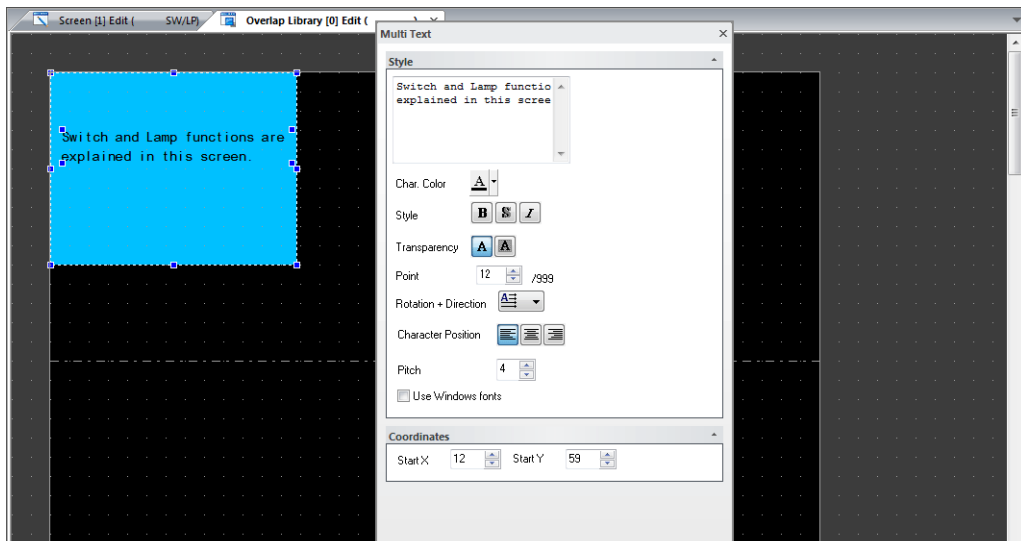 Screen [1] Edit ( SW/LP)
Overlap Library [0] Edit ( )
Multi Text
Style
Switch and Lamp functio
explained in this scree
Switch and Lamp functions are
explained in this screen.
Char. Color A
Style B S I
Transparency A A
Point 12 /999
Rotation + Direction A
Character Position
Pitch 4
Use Windows fonts
Coordinates
Start X 12 Start Y 59